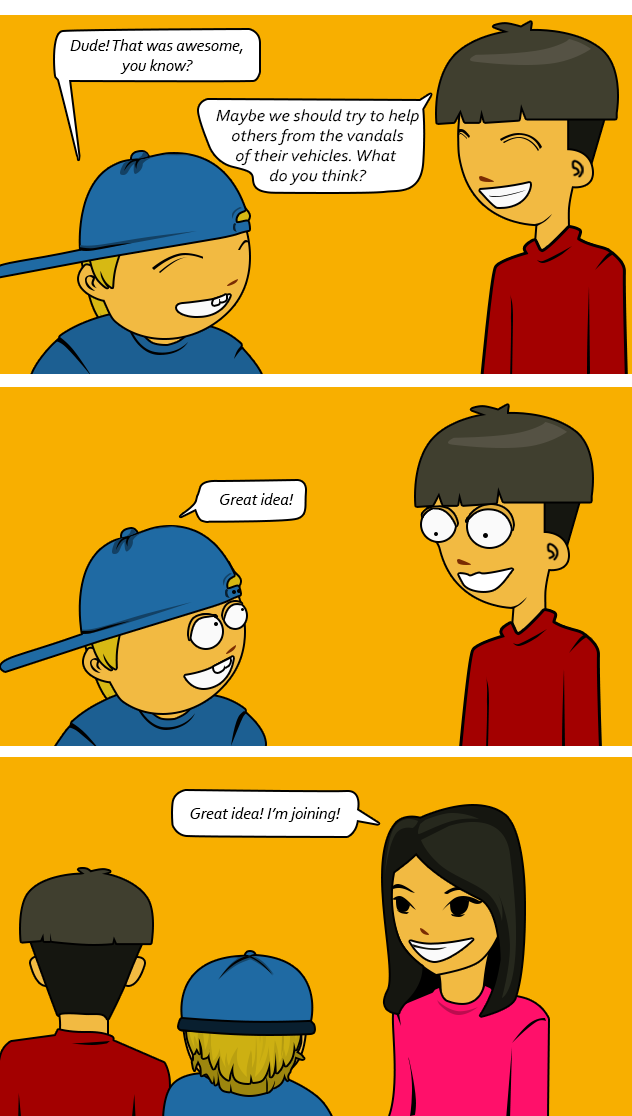 Dude! That was awesome,
you know?
Maybe we should try to help
others from the vandals
of their vehicles. What
do you think?
Great idea!
Great idea! I'm joining!